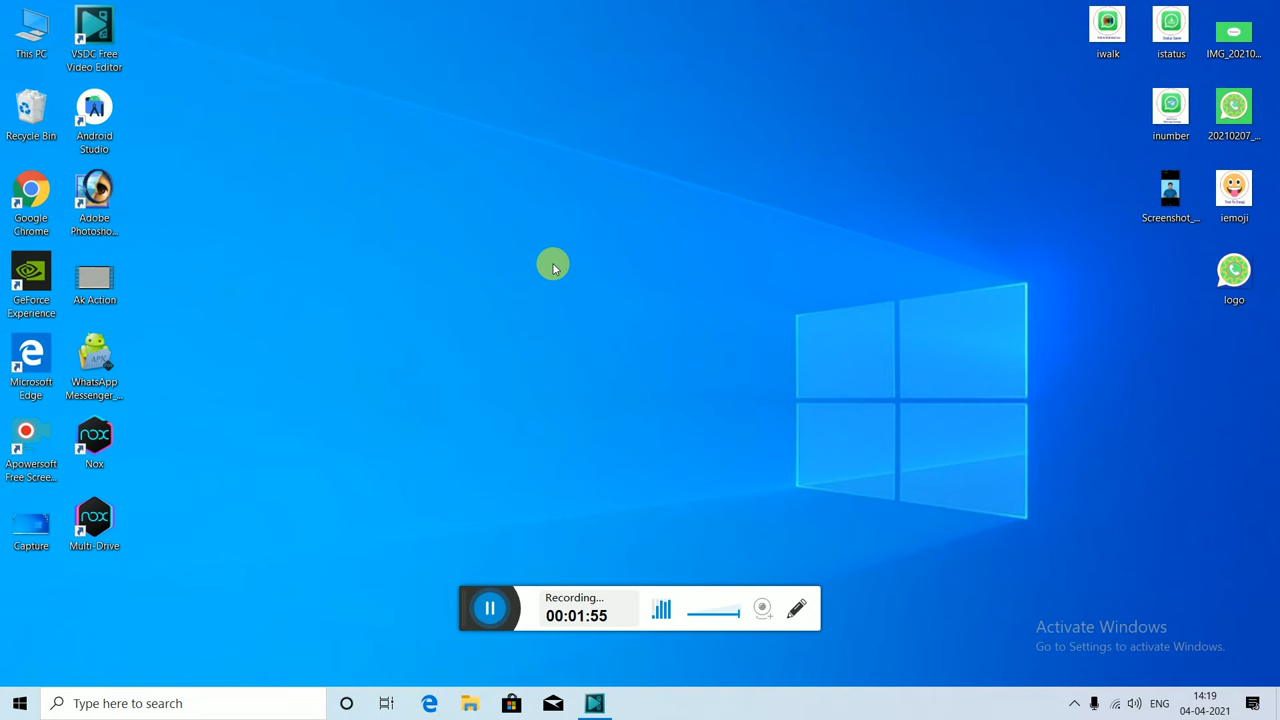 This PC
VSDC Free
Video Editor
Recycle Bin
Android
Studio
Google
Chrome
Adobe
Photosho...
GeForce
Experience
Ak Action
Microsoft
Edge
WhatsApp
Messenger_...
Apowersoft
Free Scree...
nox
Nox
Capture
nox
Multi-Drive
iwalk
istatus
IMG_20210...
inumber
20210207_...
Screenshot_...
iemoji
logo
Recording...
00:01:55
Activate Windows
Go to Settings to activate Windows.
Type here to search
ENG
14:19
04-04-2021